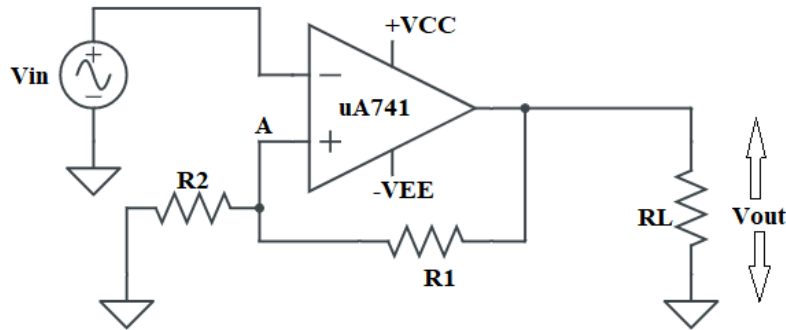 +VCC
Vin
+
−
−
uA741
A
+
-VEE
R2
R1
RL
Vout